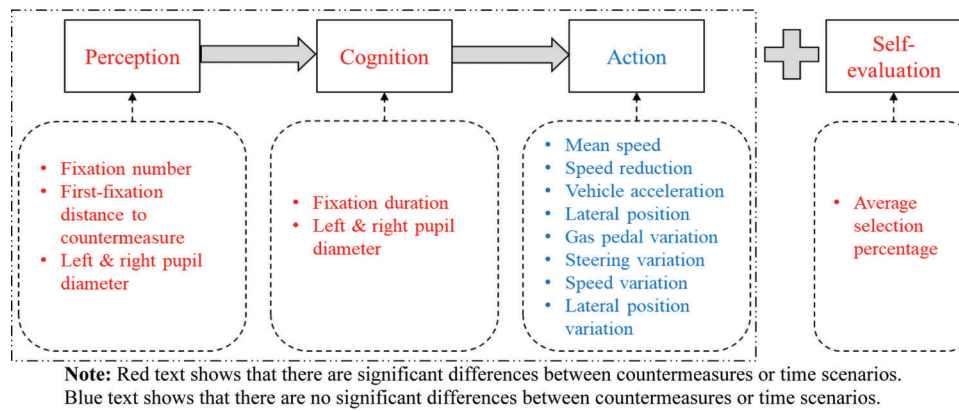 Perception
Cognition
Action
Self-
evaluation
• Fixation number
• First-fixation
distance to
countermeasure
• Left & right pupil
diameter
• Fixation duration
• Left & right pupil
diameter
• Mean speed
• Speed reduction
• Vehicle acceleration
• Lateral position
• Gas pedal variation
• Steering variation
• Speed variation
• Lateral position
variation
• Average
selection
percentage
Note: Red text shows that there are significant differences between countermeasures or time scenarios.
Blue text shows that there are no significant differences between countermeasures or time scenarios.